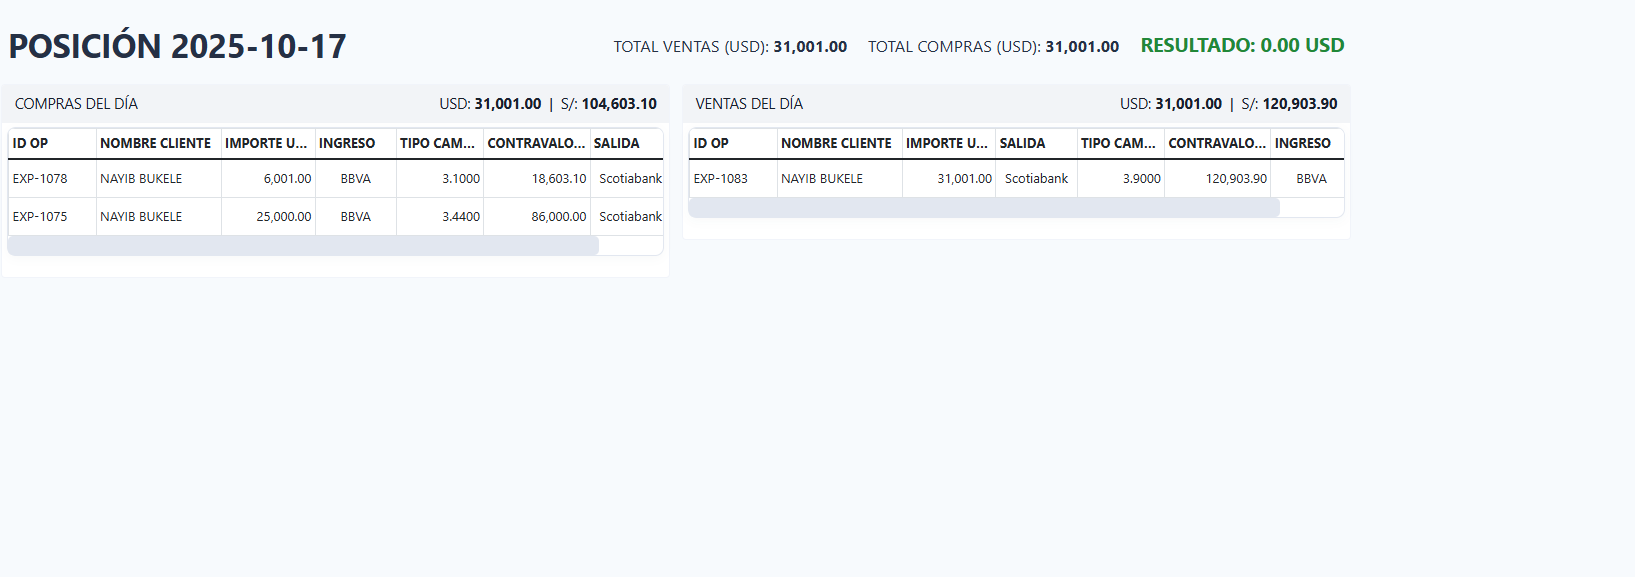 POSICIÓN 2025-10-17
TOTAL VENTAS (USD): 31,001.00 TOTAL COMPRAS (USD): 31,001.00 RESULTADO: 0.00 USD
COMPRAS DEL DÍA USD: 31,001.00 | S/: 104,603.10
ID OP NOMBRE CLIENTE IMPORTE U... INGRESO TIPO CAM... CONTRAVALO... SALIDA
EXP-1078 NAYIB BUKELE 6,001.00 BBVA 3.1000 18,603.10 Scotiabank
EXP-1075 NAYIB BUKELE 25,000.00 BBVA 3.4400 86,000.00 Scotiabank
VENTAS DEL DÍA USD: 31,001.00 | S/: 120,903.90
ID OP NOMBRE CLIENTE IMPORTE U... SALIDA TIPO CAM... CONTRAVALO... INGRESO
EXP-1083 NAYIB BUKELE 31,001.00 Scotiabank 3.9000 120,903.90 BBVA